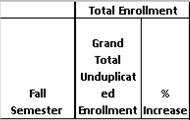 Total Enrollment
Grand
Total
Unduplicat
Fall ed %
Semester Enrollment Increase